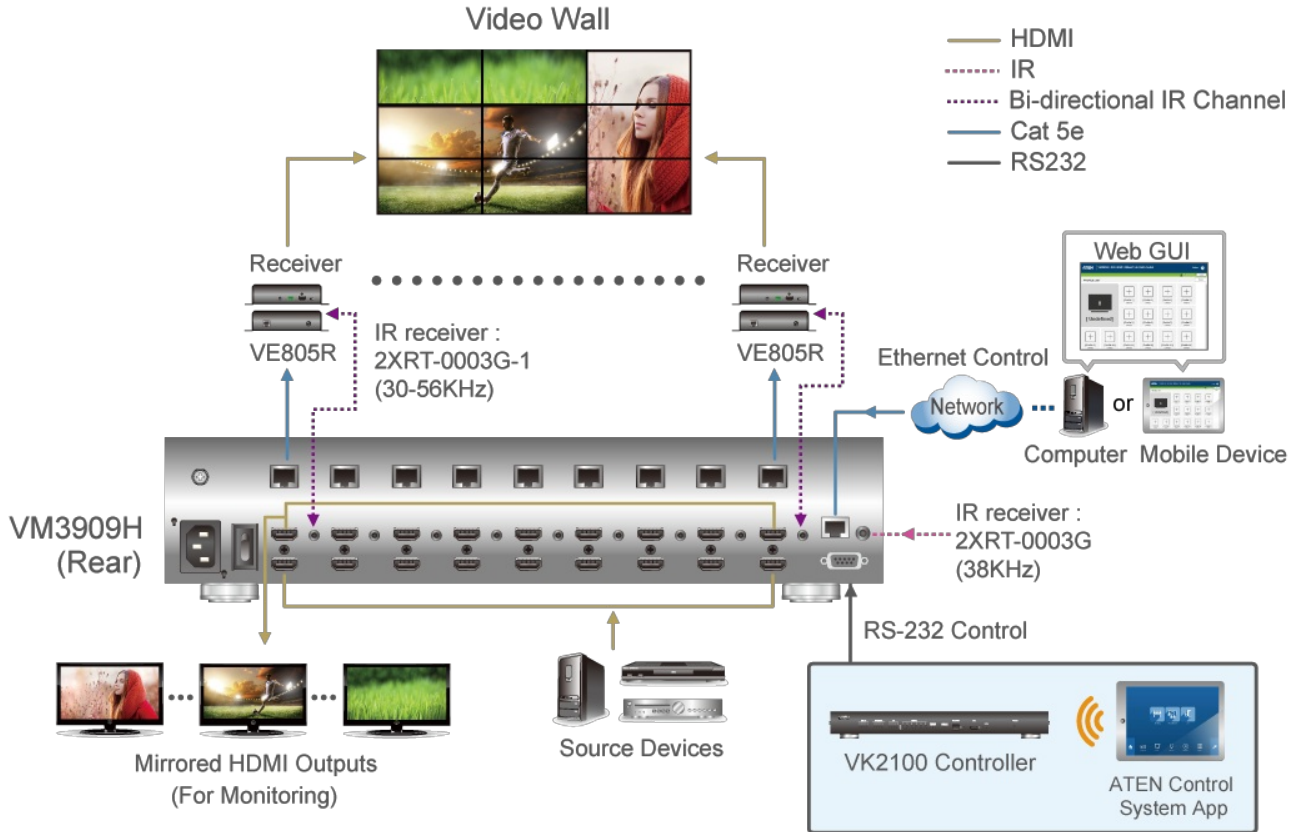 Video Wall
HDMI
IR
Bi-directional IR Channel
Cat 5e
RS232
Receiver
Receiver
VE805R
VE805R
IR receiver :
2XRT-0003G-1
(30-56KHz)
Web GUI
Ethernet Control
Network
or
Computer
Mobile Device
VM3909H
(Rear)
IR receiver :
2XRT-0003G
(38KHz)
RS-232 Control
Mirrored HDMI Outputs
(For Monitoring)
Source Devices
VK2100 Controller
ATEN Control
System App